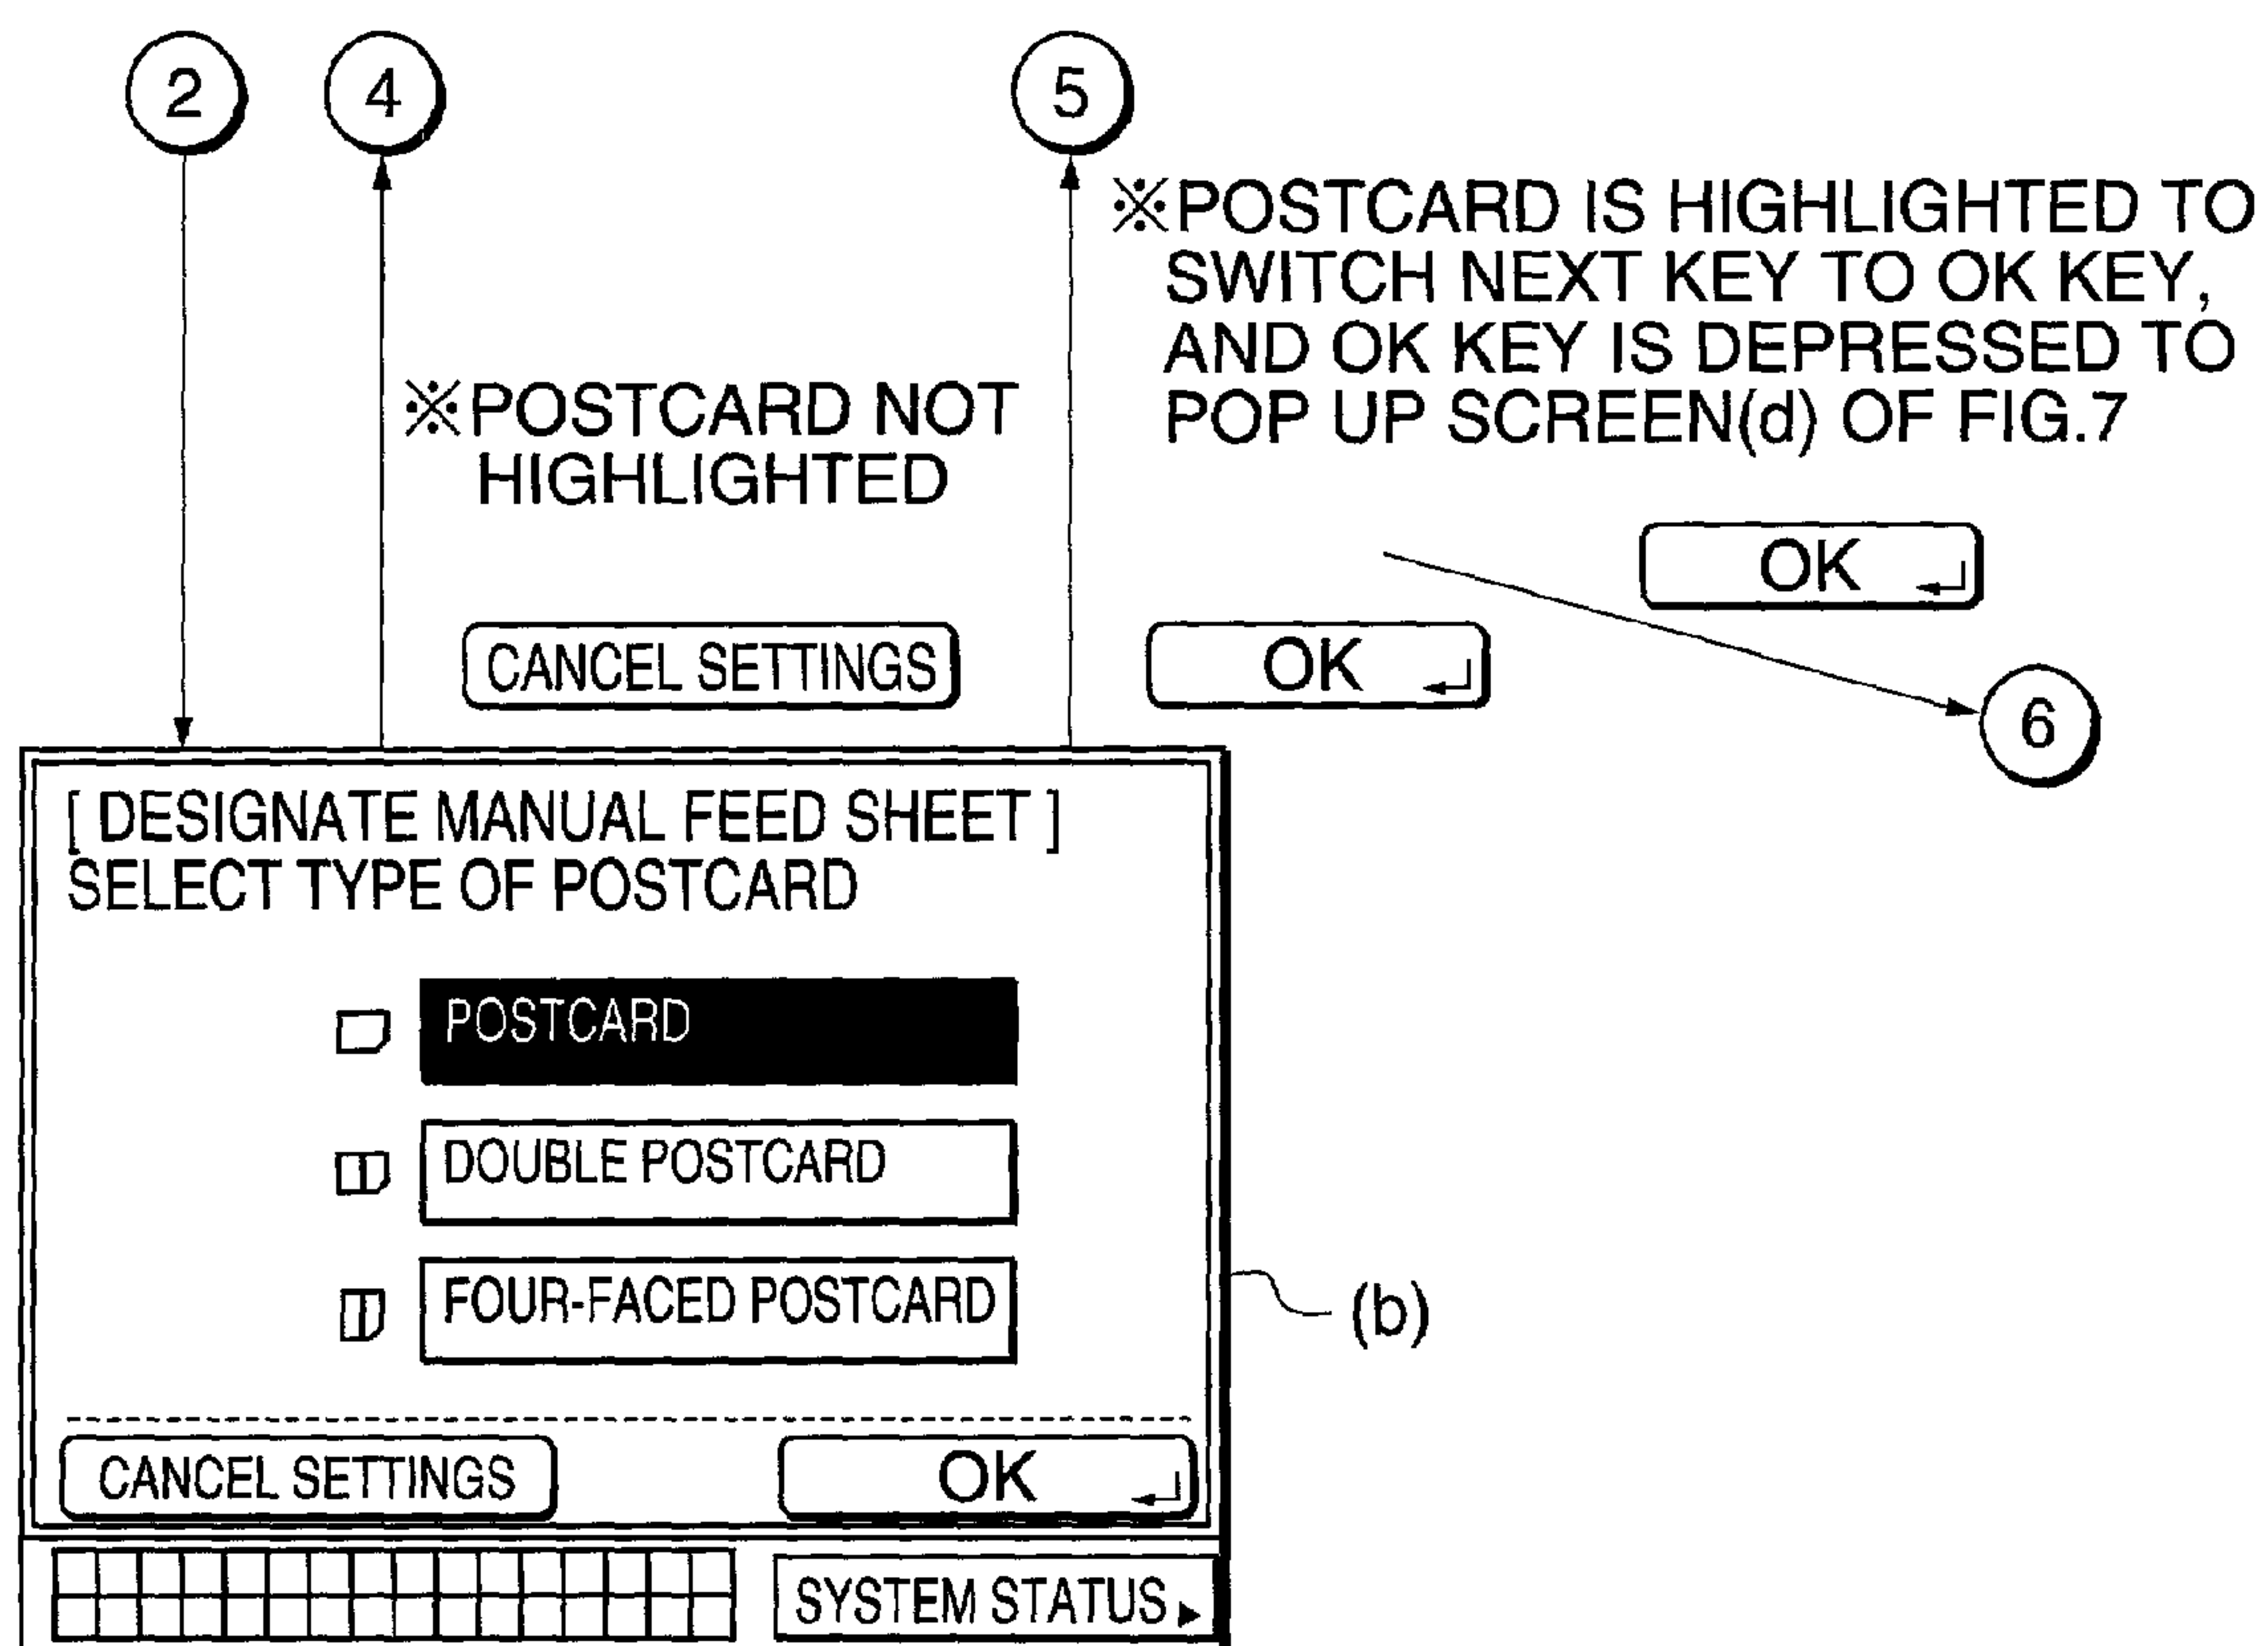 2
4
5
※POSTCARD IS HIGHLIGHTED TO
SWITCH NEXT KEY TO OK KEY,
AND OK KEY IS DEPRESSED TO
POP UP SCREEN(d) OF FIG.7
※POSTCARD NOT
HIGHLIGHTED
OK
CANCEL SETTINGS
OK
6
[ DESIGNATE MANUAL FEED SHEET ]
SELECT TYPE OF POSTCARD
POSTCARD
DOUBLE POSTCARD
FOUR-FACED POSTCARD
(b)
CANCEL SETTINGS
OK
SYSTEM STATUS